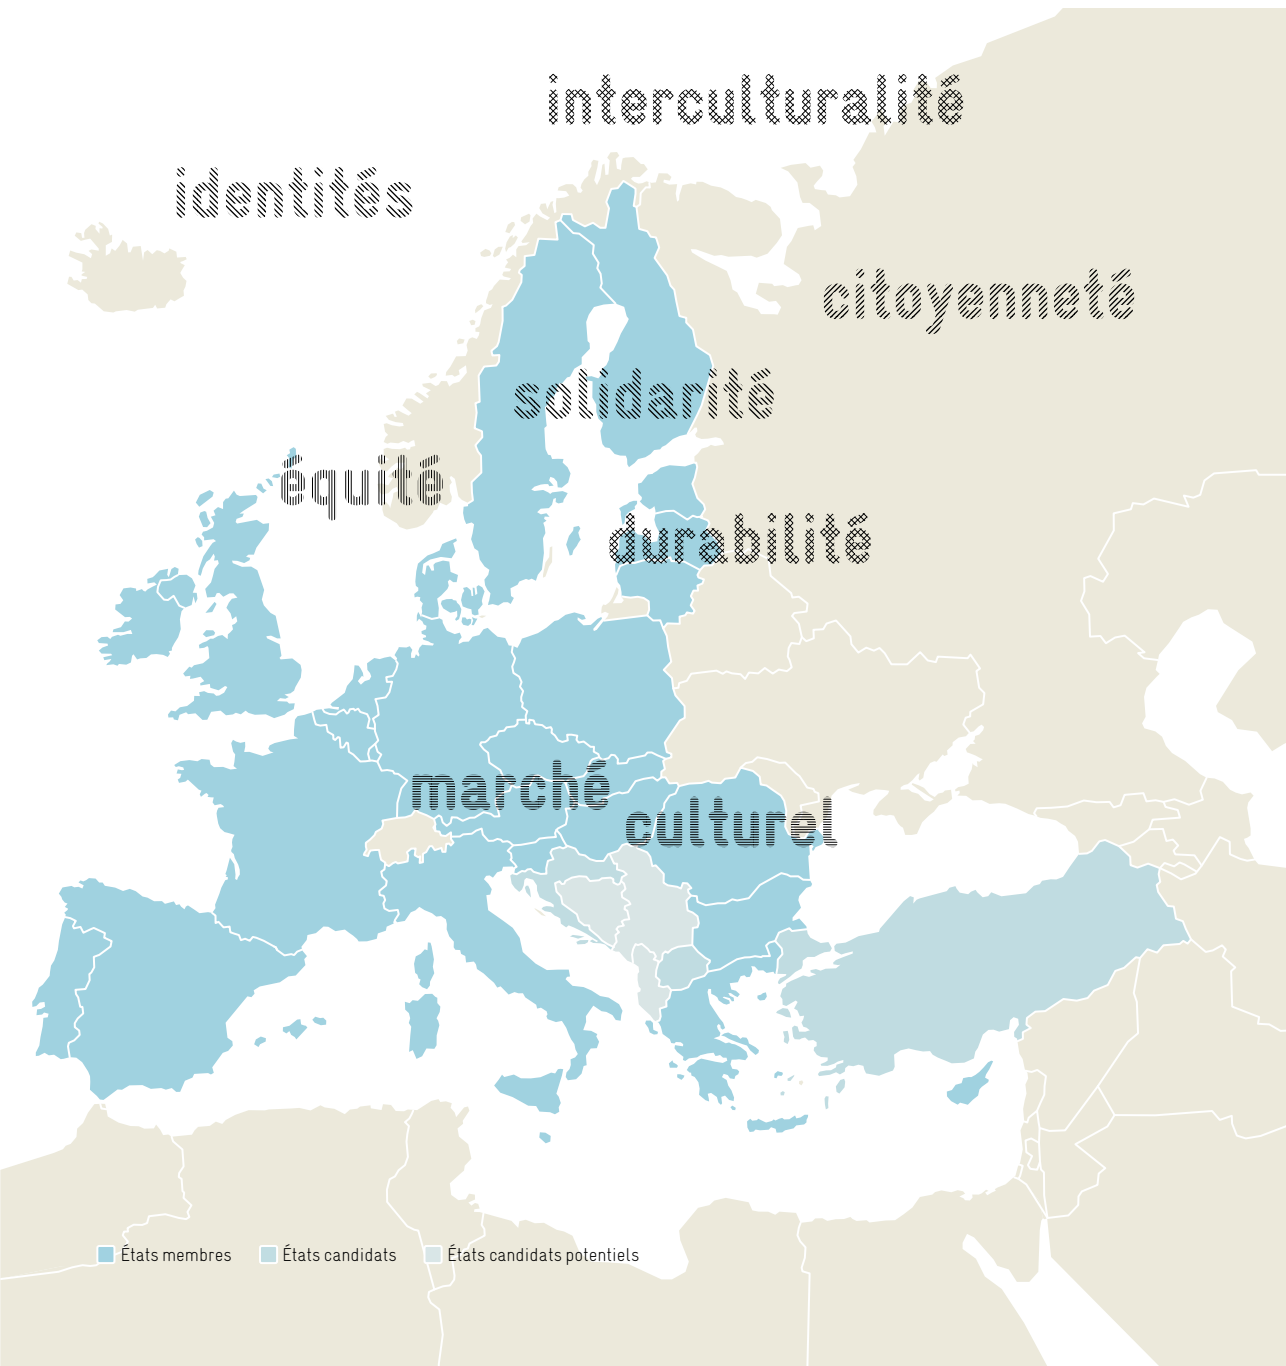 interculturalité
identités
citoyenneté
solidarité
équité
durabilité
marché
culturel
États membres
États candidats
États candidats potentiels